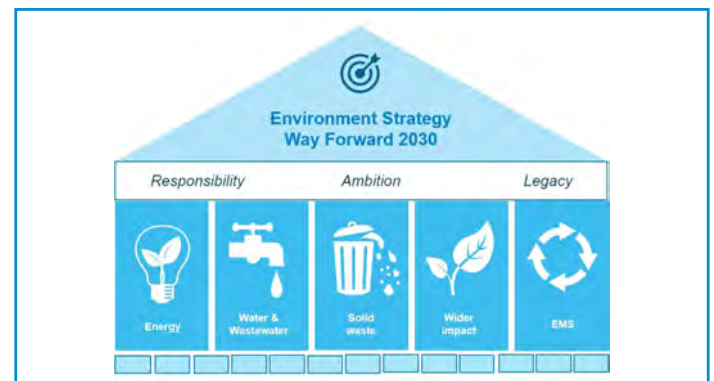 Environment Strategy
Way Forward 2030
Responsibility Ambition Legacy
Energy
Water &
Wastewater
Solid
waste
Wider
impact
EMS